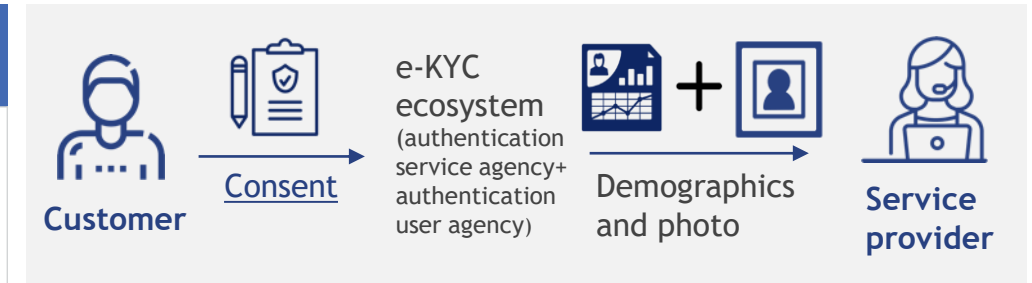 Customer
Consent
e-KYC
ecosystem
(authentication
service agency+
authentication
user agency)
Demographics
and photo
Service
provider